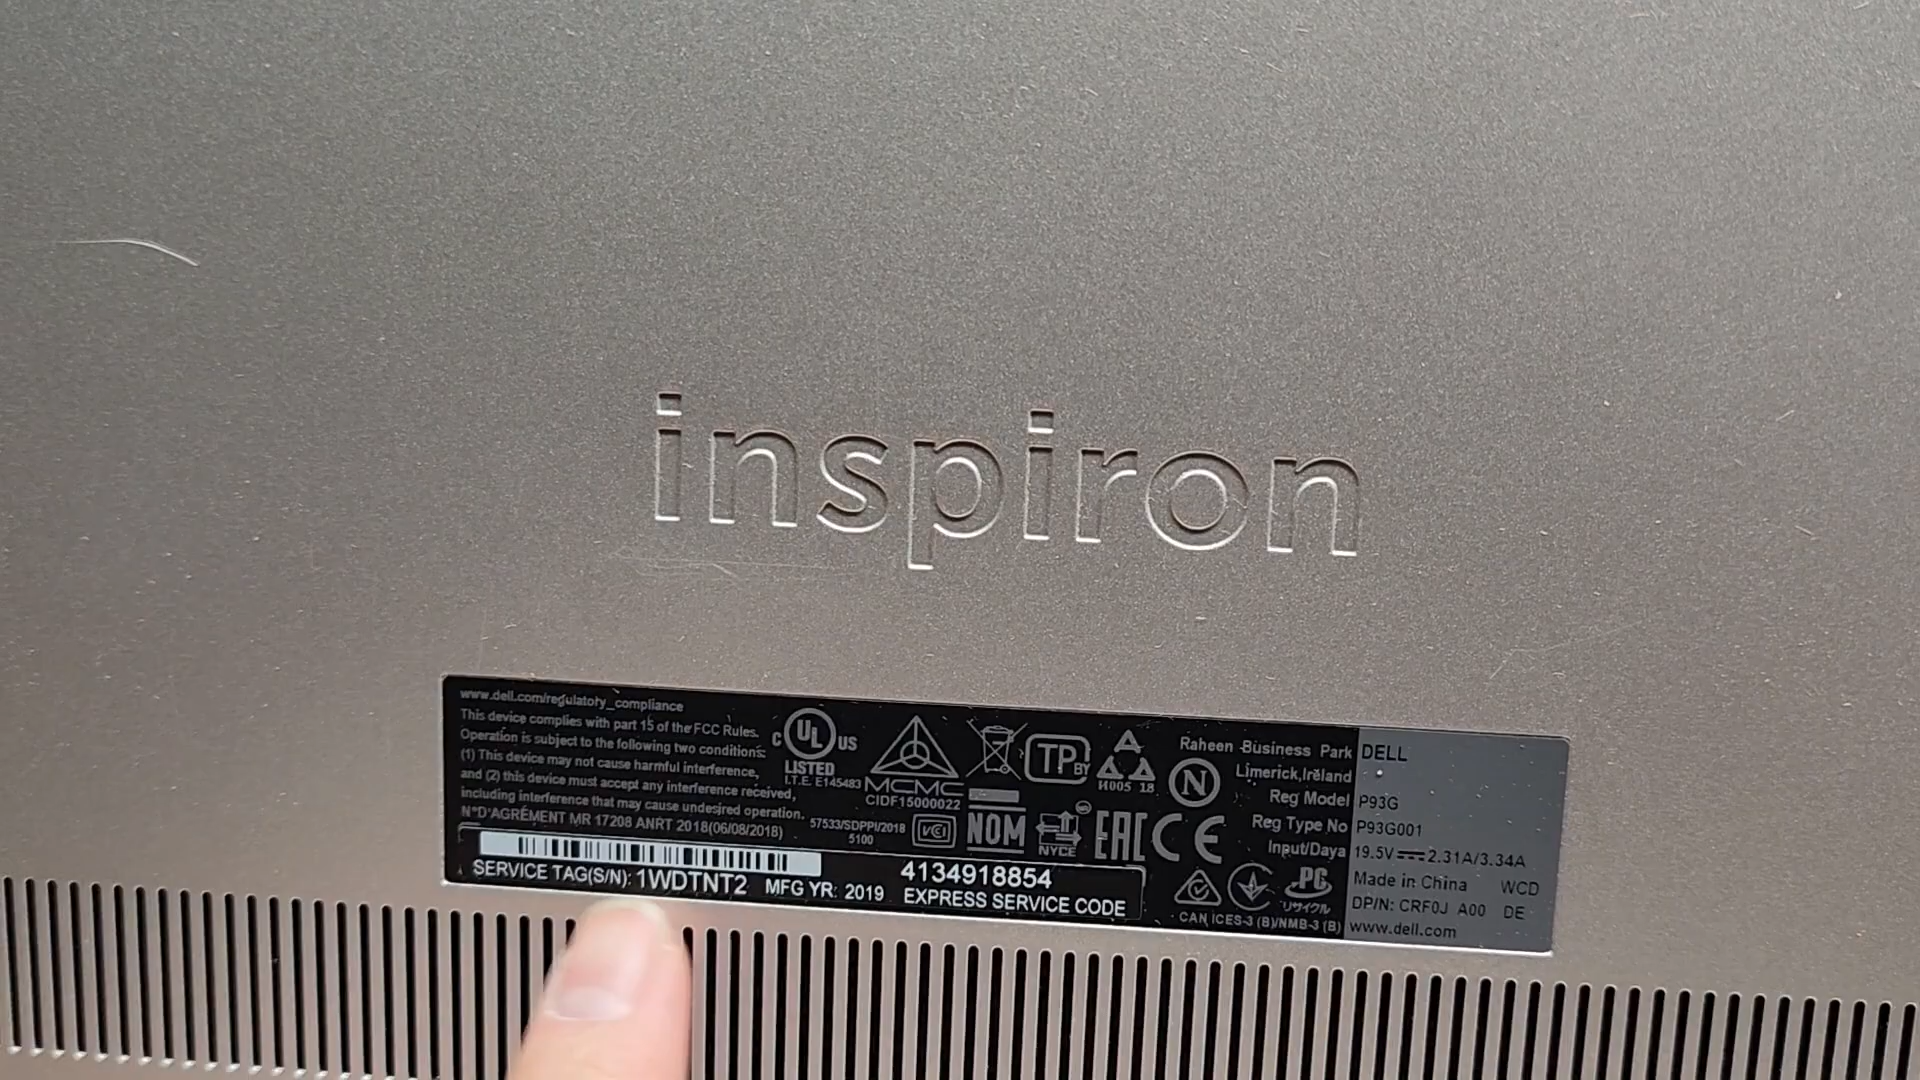 inspiron
www.dell.com/regulatory_compliance
This device complies with part 15 of the FCC Rules.
Operation is subject to the following two conditions:
(1) This device may not cause harmful interference,
and (2) this device must accept any interference received,
including interference that may cause undesired operation.
N°D'AGRÉMENT MR 17208 ANRT 2018(06/08/2018)
C UL US
LISTED
I.T.E. E145483
MCMC
CIDF15000022
57533/SDPPI/2018
5100
VCI
TP BY
NOM
NYCE
И005 18
N
EAC CE
SERVICE TAG(S/N): 1WDTNT2 MFG YR: 2019
4134918854
EXPRESS SERVICE CODE
PC
リサイクル
CAN ICES-3 (B)/NMB-3 (B)
Raheen Business Park DELL
Limerick,Ireland
Reg Model P93G
Reg Type No P93G001
Input/Daya 19.5V 2.31A/3.34A
Made in China WCD
DP/N: CRF0J A00 DE
www.dell.com